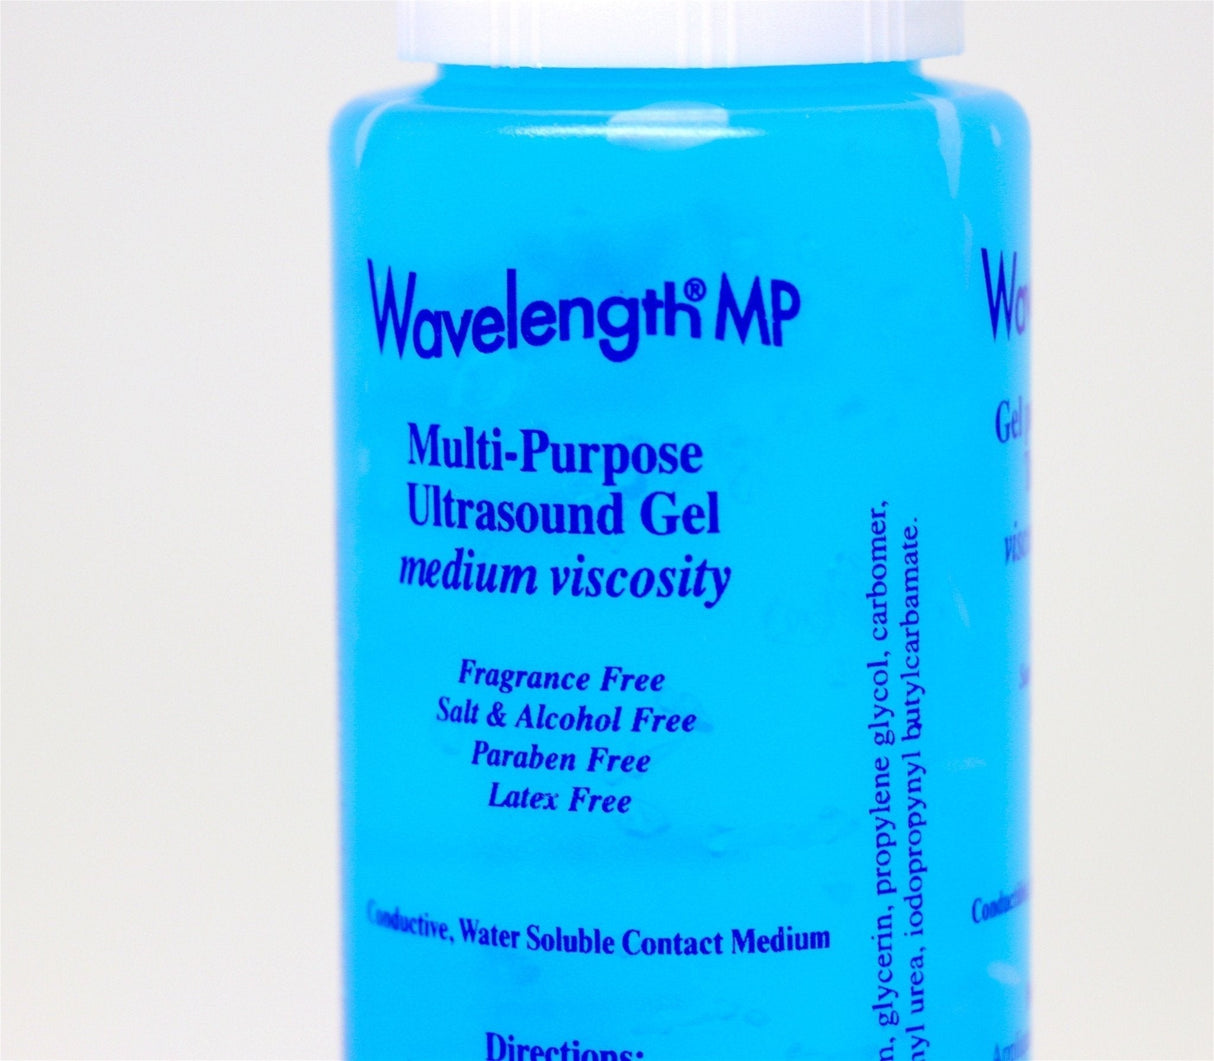 Wavelength® MP
Multi-Purpose
Ultrasound Gel
medium viscosity
Fragrance Free
Salt & Alcohol Free
Paraben Free
Latex Free
Conductive, Water Soluble Contact Medium
Directions:
glycerin, propylene glycol, carbomer,
urea, iodopropynyl butylcarbamate.
Gel